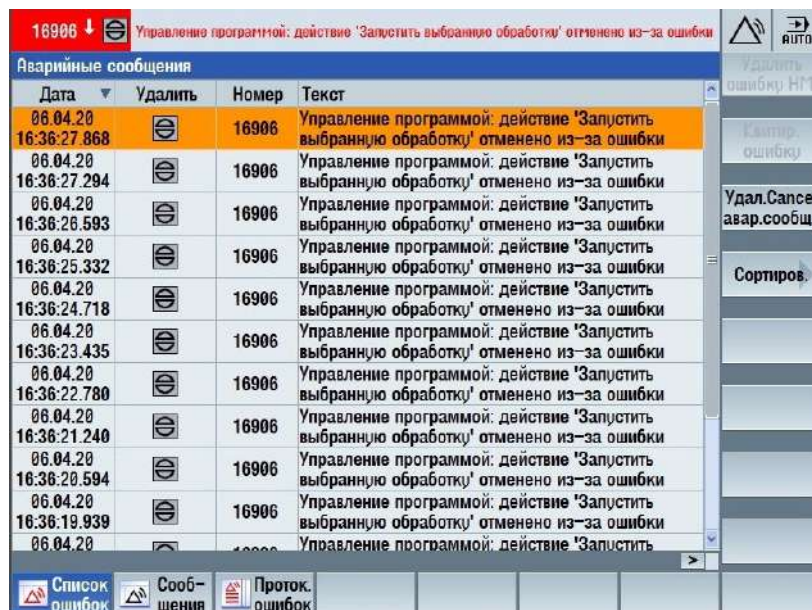 16906 ↓ Управление программой: действие 'Запустить выбранную обработку' отменено из-за ошибки
AUTO
Аварийные сообщения
Дата Удалить Номер Текст
06.04.20
16:36:27.868
16906
Управление программой: действие 'Запустить
выбранную обработку' отменено из-за ошибки
06.04.20
16:36:27.294
16906
Управление программой: действие 'Запустить
выбранную обработку' отменено из-за ошибки
06.04.20
16:36:26.593
16906
Управление программой: действие 'Запустить
выбранную обработку' отменено из-за ошибки
06.04.20
16:36:25.332
16906
Управление программой: действие 'Запустить
выбранную обработку' отменено из-за ошибки
06.04.20
16:36:24.718
16906
Управление программой: действие 'Запустить
выбранную обработку' отменено из-за ошибки
06.04.20
16:36:23.435
16906
Управление программой: действие 'Запустить
выбранную обработку' отменено из-за ошибки
06.04.20
16:36:22.780
16906
Управление программой: действие 'Запустить
выбранную обработку' отменено из-за ошибки
06.04.20
16:36:21.240
16906
Управление программой: действие 'Запустить
выбранную обработку' отменено из-за ошибки
06.04.20
16:36:20.594
16906
Управление программой: действие 'Запустить
выбранную обработку' отменено из-за ошибки
06.04.20
16:36:19.939
16906
Управление программой: действие 'Запустить
выбранную обработку' отменено из-за ошибки
06.04.20
Управление программой: действие 'Запустить
Удалить
ошибку HM
Квитир.
ошибку
Удал.Cance
авар.сообщ
Сортиров.
Список
ошибок
Сооб-
щения
Проток.
ошибок